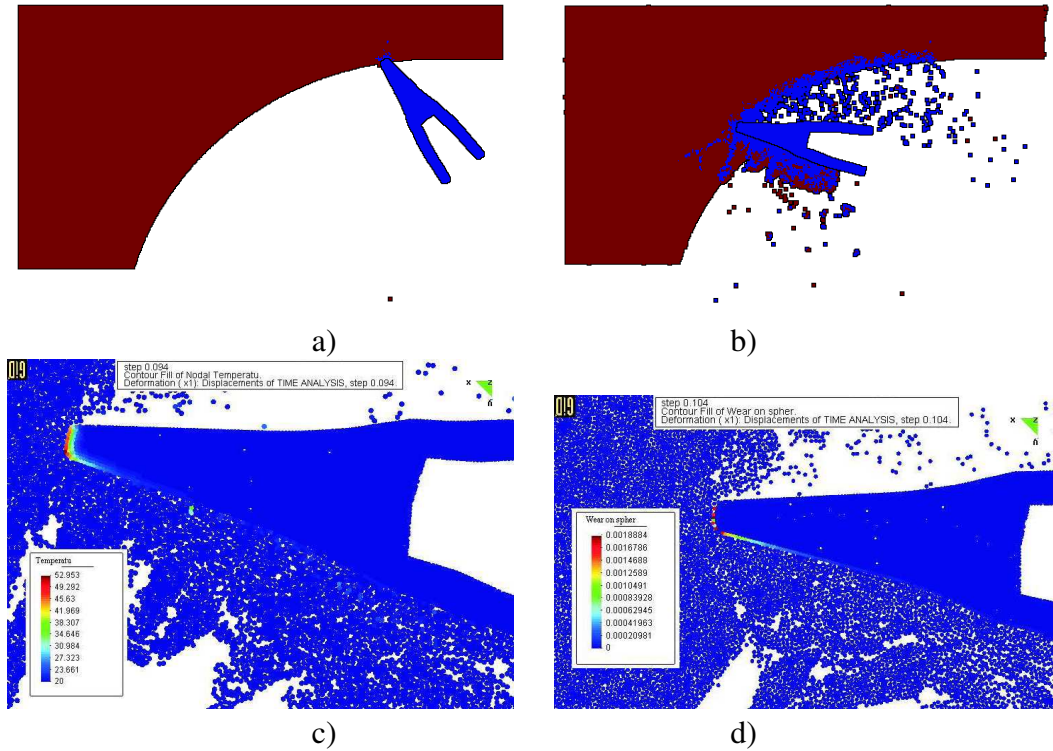 a)
b)
GiD
step 0.094
Contour Fill of Nodal Temperatu.
Deformation ( x1): Displacements of TIME ANALYSIS, step 0.094.
x
z
Temperatu
52.953
49.292
45.63
41.969
38.307
34.646
30.984
27.323
23.661
20
c)
GiD
step 0.104
Contour Fill of Wear on spher.
Deformation ( x1): Displacements of TIME ANALYSIS, step 0.104.
x
z
Wear on spher
0.0018884
0.0016786
0.0014688
0.0012589
0.0010491
0.00083928
0.00062945
0.00041963
0.00020981
0
d)